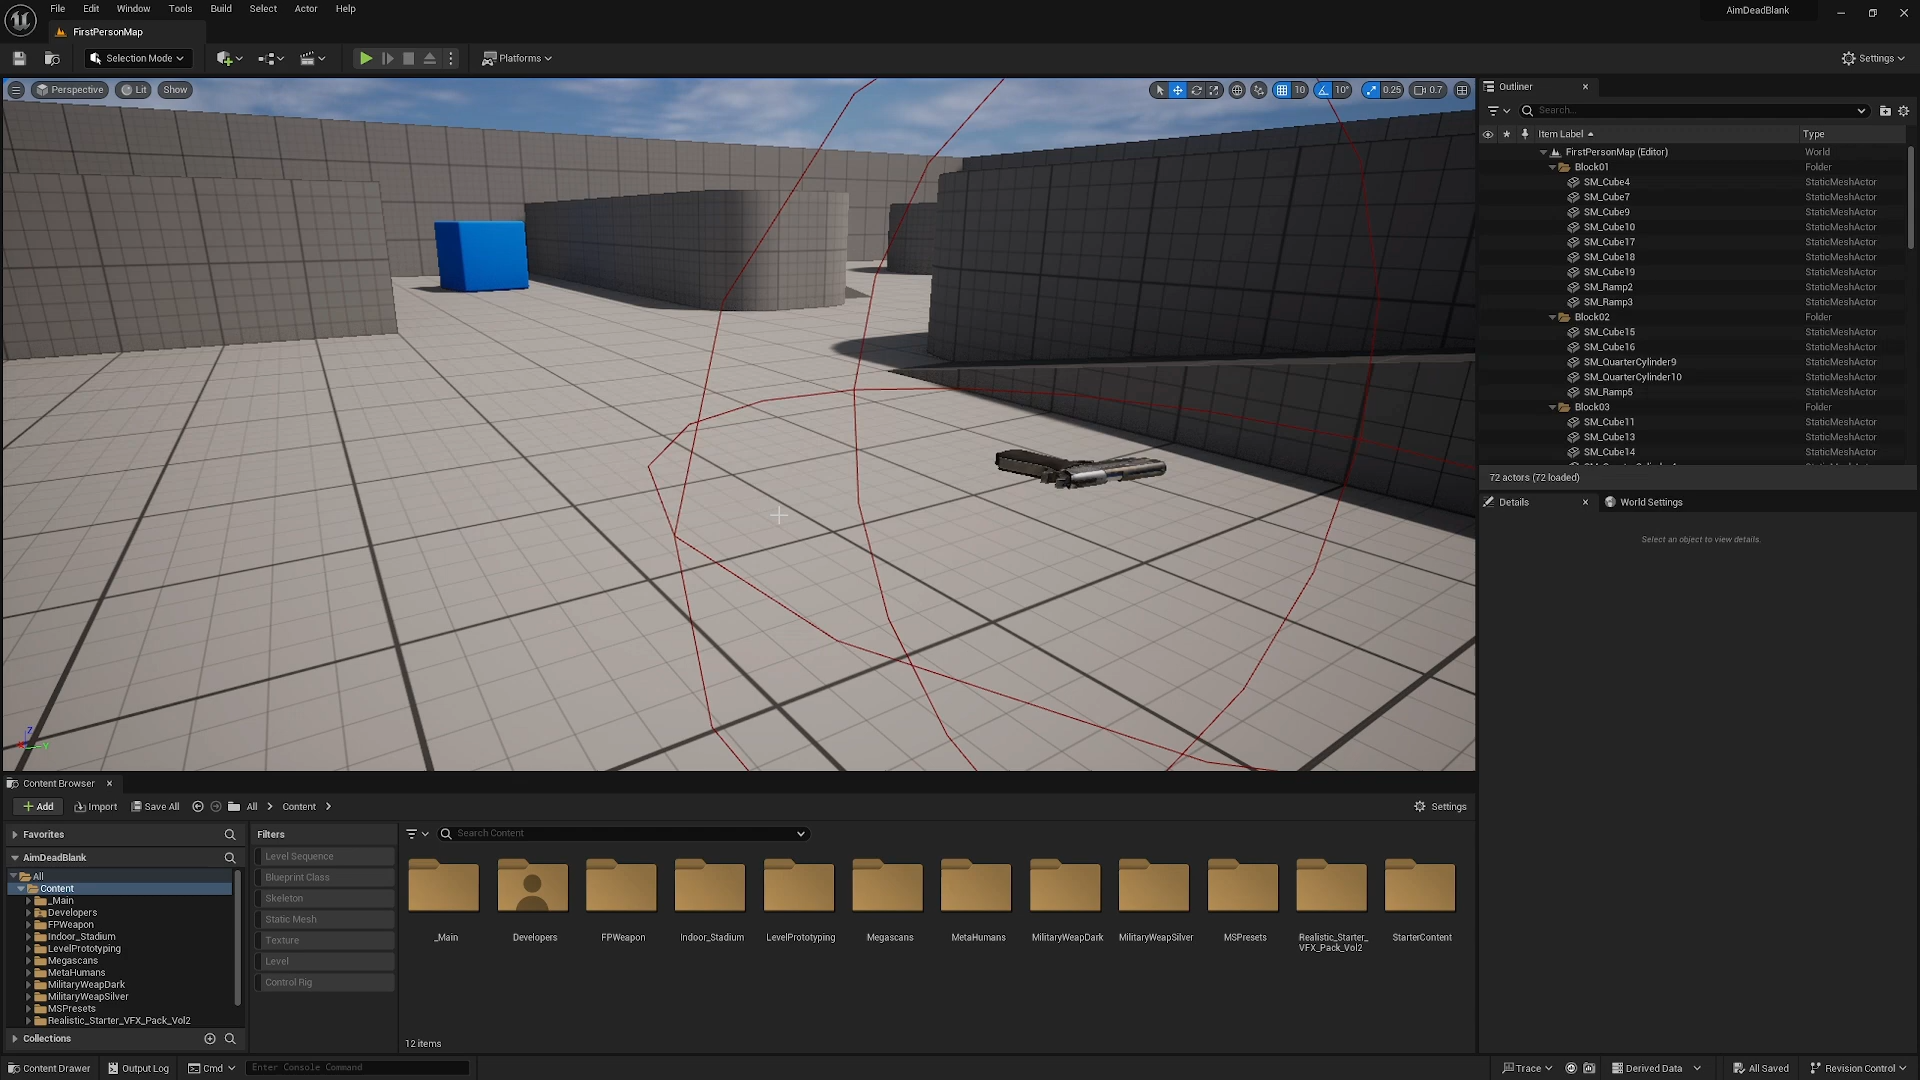 File Edit Window Tools Build Select Actor Help
AimDeadBlank
FirstPersonMap
Selection Mode
Platforms
Settings
Perspective Lit Show
10 10° 0.25 0.7
Outliner
Search...
Item Label Type
FirstPersonMap (Editor) World
Block01 Folder
SM_Cube4 StaticMeshActor
SM_Cube7 StaticMeshActor
SM_Cube9 StaticMeshActor
SM_Cube10 StaticMeshActor
SM_Cube17 StaticMeshActor
SM_Cube18 StaticMeshActor
SM_Cube19 StaticMeshActor
SM_Ramp2 StaticMeshActor
SM_Ramp3 StaticMeshActor
Block02 Folder
SM_Cube15 StaticMeshActor
SM_Cube16 StaticMeshActor
SM_QuarterCylinder9 StaticMeshActor
SM_QuarterCylinder10 StaticMeshActor
SM_Ramp5 StaticMeshActor
Block03 Folder
SM_Cube11 StaticMeshActor
SM_Cube13 StaticMeshActor
SM_Cube14 StaticMeshActor
72 actors (72 loaded)
Details World Settings
Select an object to view details.
Z
Y
Content Browser
Add Import Save All All Content Settings
Favorites
AimDeadBlank
All
Content
_Main
Developers
FPWeapon
Indoor_Stadium
LevelPrototyping
Megascans
MetaHumans
MilitaryWeapDark
MilitaryWeapSilver
MSPresets
Realistic_Starter_VFX_Pack_Vol2
Collections
Filters
Level Sequence
Blueprint Class
Skeleton
Static Mesh
Texture
Level
Control Rig
Search Content
_Main Developers FPWeapon Indoor_Stadium LevelPrototyping Megascans MetaHumans MilitaryWeapDark MilitaryWeapSilver MSPresets Realistic_Starter_ StarterContent
VFX_Pack_Vol2
12 items
Content Drawer Output Log Cmd Enter Console Command Trace Derived Data All Saved Revision Control